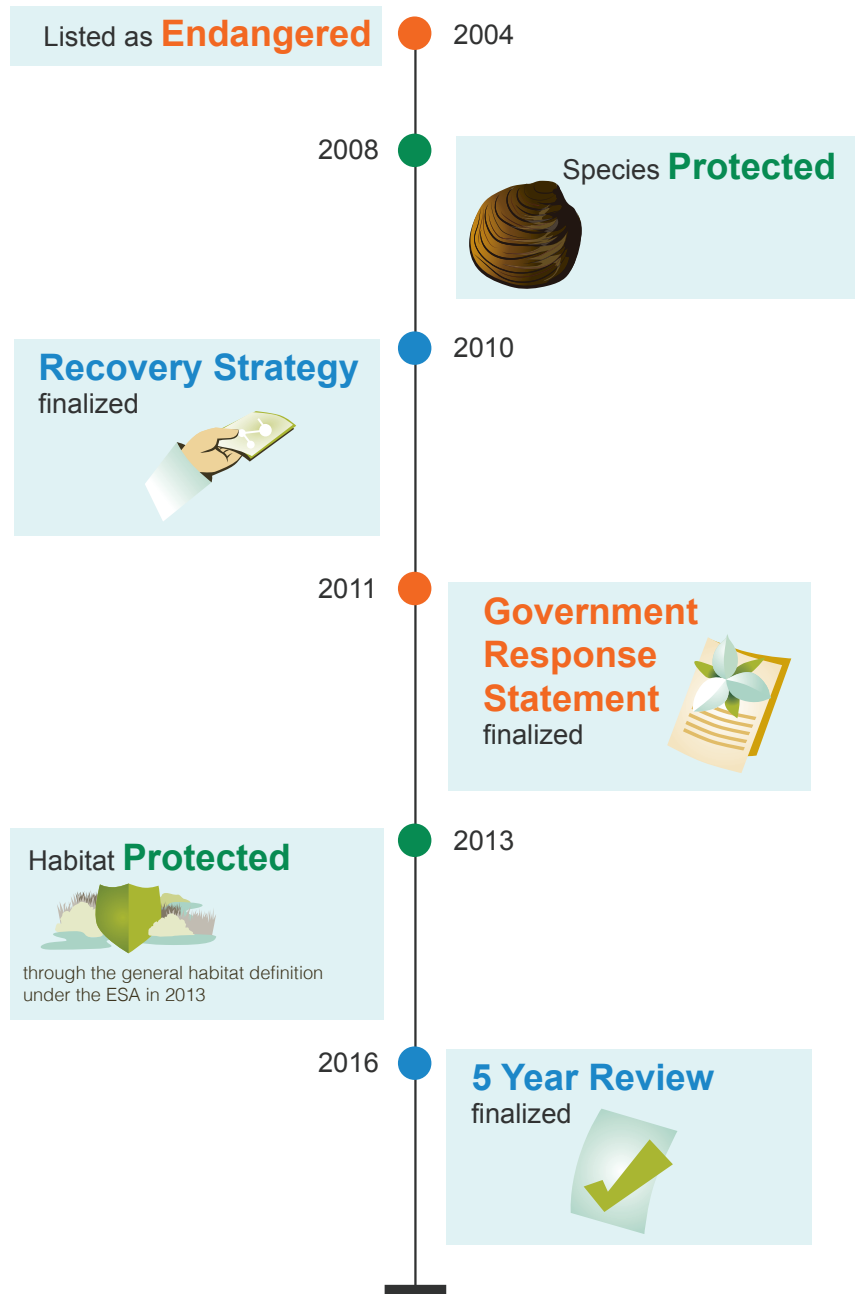 Listed as Endangered
2004
2008
Species Protected
2010
Recovery Strategy
finalized
2011
Government
Response
Statement
finalized
2013
Habitat Protected
through the general habitat definition
under the ESA in 2013
2016
5 Year Review
finalized